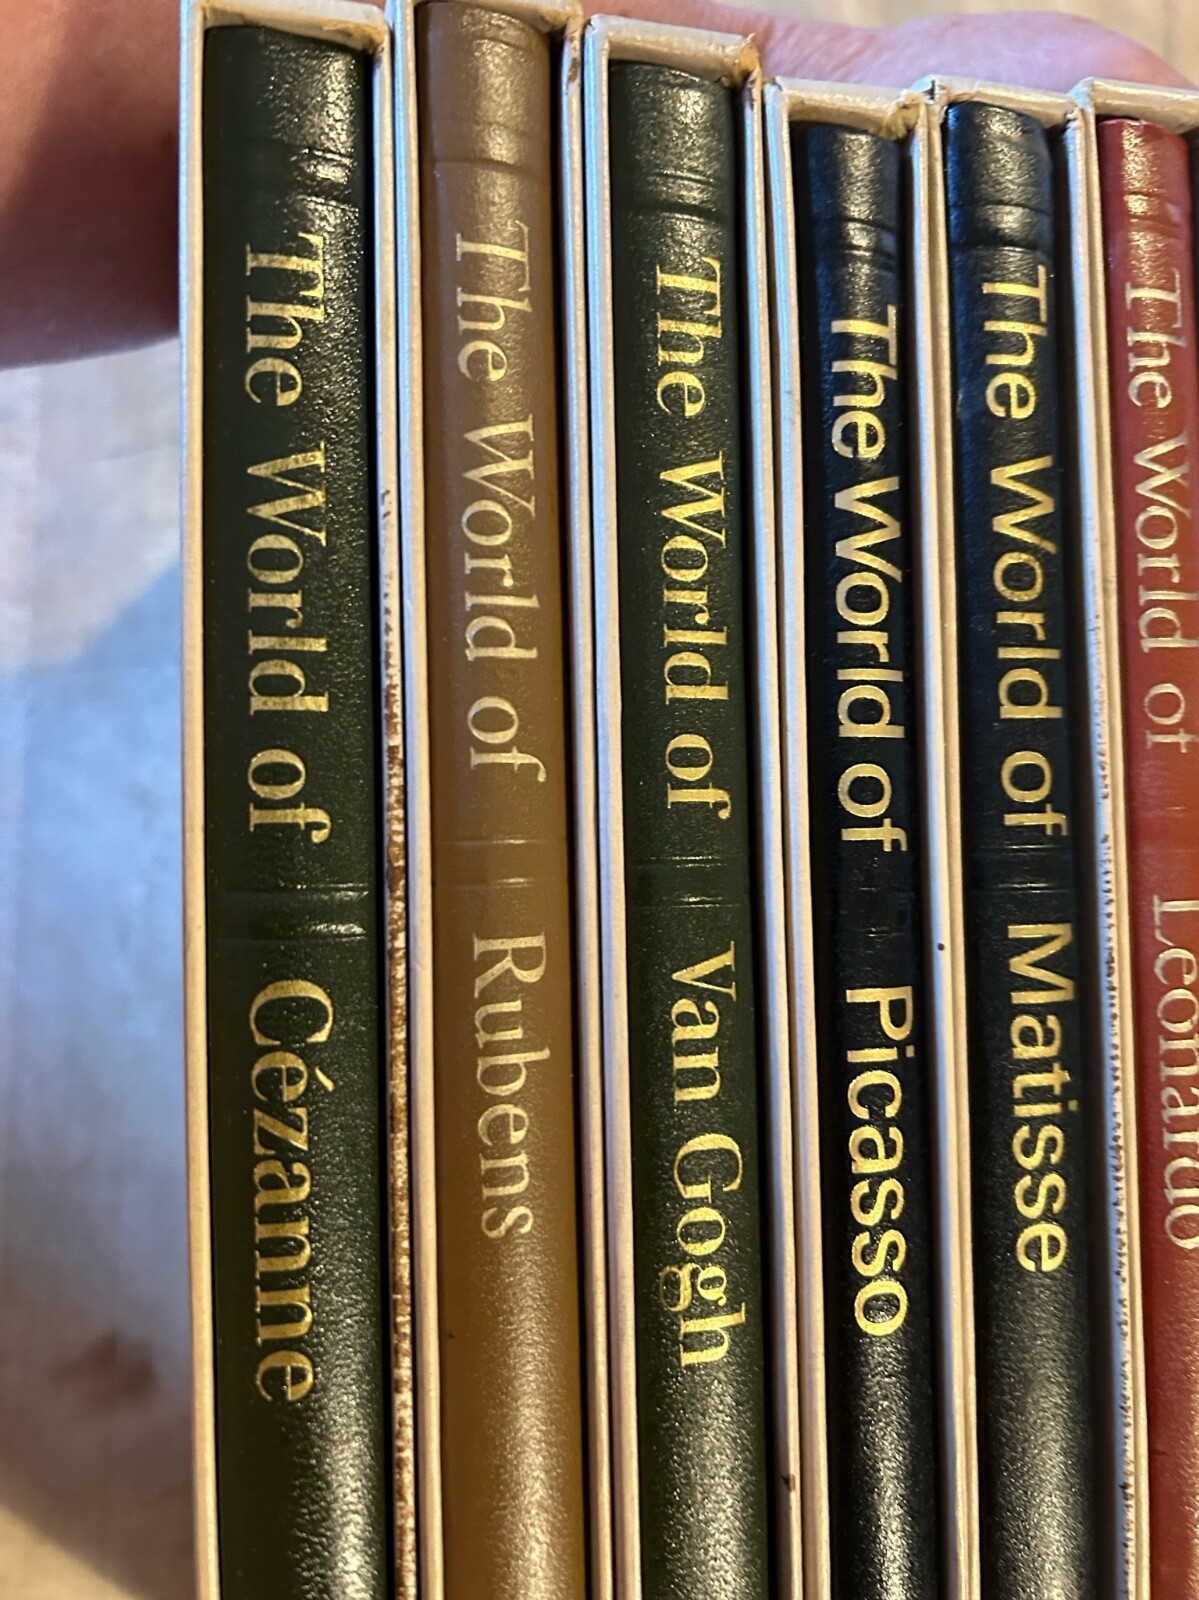 The World of Cézanne
The World of Rubens
The World of Van Gogh
The World of Picasso
The World of Matisse
The World of Leonardo